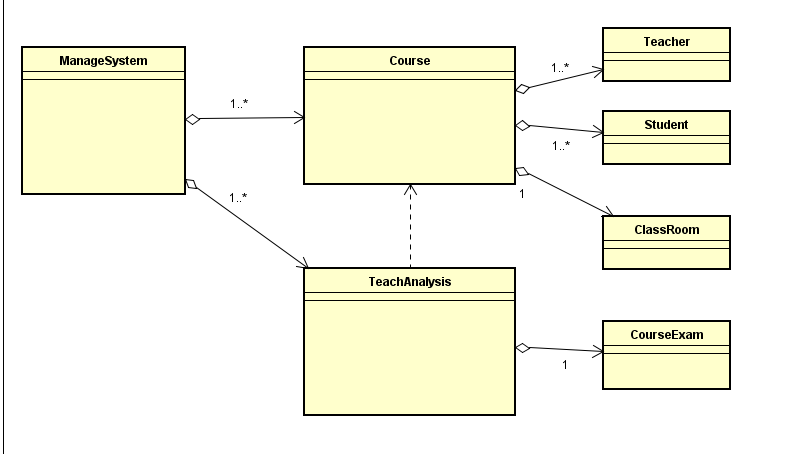 Teacher
ManageSystem
Course
1..*
1..*
Student
1..*
1..*
1
ClassRoom
TeachAnalysis
CourseExam
1